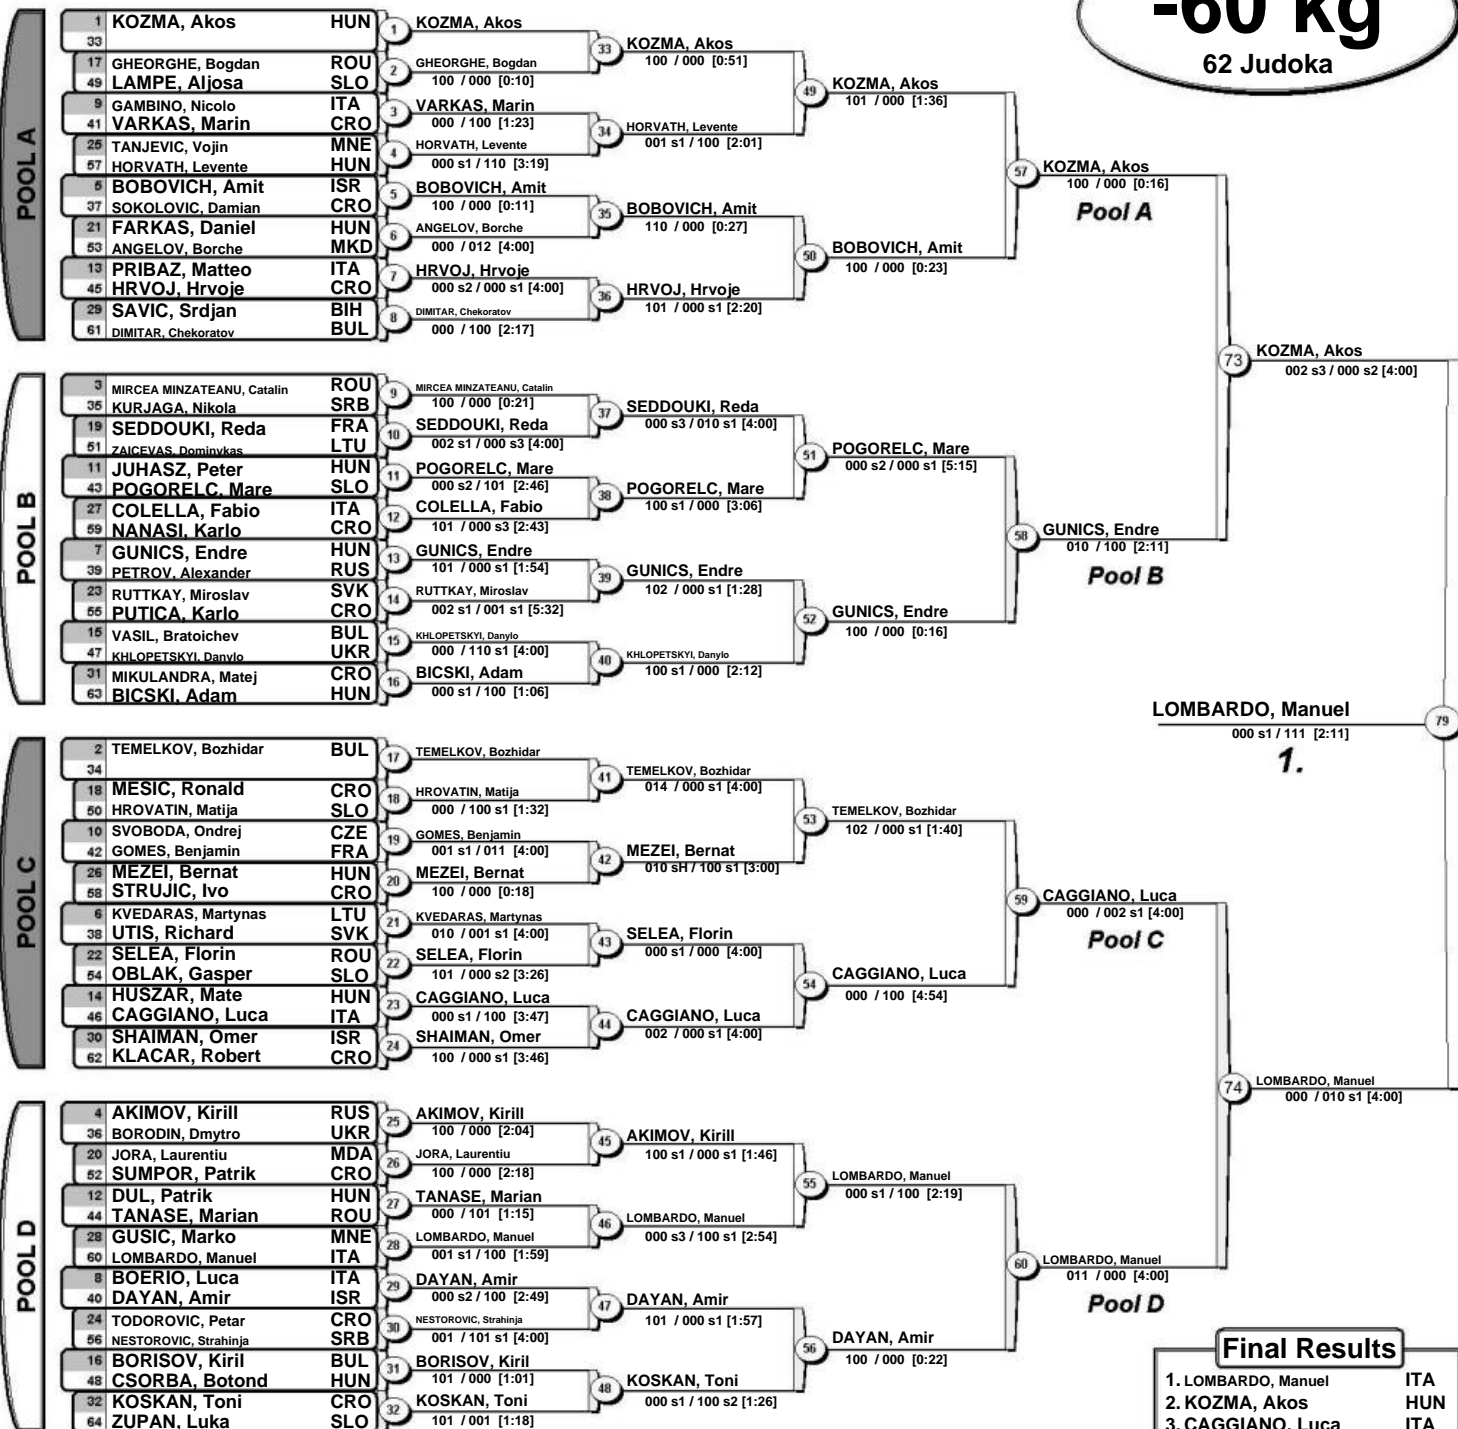 -60 kg
62 Judoka
POOL A
1 KOZMA, Akos HUN
33
17 GHEORGHE, Bogdan ROU
49 LAMPE, Aljosa SLO
9 GAMBINO, Nicolo ITA
41 VARKAS, Marin CRO
25 TANJEVIC, Vojin MNE
57 HORVATH, Levente HUN
5 BOBOVICH, Amit ISR
37 SOKOLOVIC, Damian CRO
21 FARKAS, Daniel HUN
53 ANGELOV, Borche MKD
13 PRIBAZ, Matteo ITA
45 HRVOJ, Hrvoje CRO
29 SAVIC, Srdjan BIH
61 DIMITAR, Chekoratov BUL
1 KOZMA, Akos
2 GHEORGHE, Bogdan
100 / 000 [0:10]
3 VARKAS, Marin
000 / 100 [1:23]
4 HORVATH, Levente
000 s1 / 110 [3:19]
5 BOBOVICH, Amit
100 / 000 [0:11]
6 ANGELOV, Borche
000 / 012 [4:00]
7 HRVOJ, Hrvoje
000 s2 / 000 s1 [4:00]
8 DIMITAR, Chekoratov
000 / 100 [2:17]
33 KOZMA, Akos
100 / 000 [0:51]
34 HORVATH, Levente
001 s1 / 100 [2:01]
35 BOBOVICH, Amit
110 / 000 [0:27]
36 HRVOJ, Hrvoje
101 / 000 s1 [2:20]
49 KOZMA, Akos
101 / 000 [1:36]
50 BOBOVICH, Amit
100 / 000 [0:23]
57 KOZMA, Akos
100 / 000 [0:16]
Pool A
POOL B
3 MIRCEA MINZATEANU, Catalin ROU
35 KURJAGA, Nikola SRB
19 SEDDOUKI, Reda FRA
51 ZAICEVAS, Dominykas LTU
11 JUHASZ, Peter HUN
43 POGORELC, Mare SLO
27 COLELLA, Fabio ITA
59 NANASI, Karlo CRO
7 GUNICS, Endre HUN
39 PETROV, Alexander RUS
23 RUTTKAY, Miroslav SVK
55 PUTICA, Karlo CRO
15 VASIL, Bratoichev BUL
47 KHLOPETSKYI, Danylo UKR
31 MIKULANDRA, Matej CRO
63 BICSKI, Adam HUN
9 MIRCEA MINZATEANU, Catalin
100 / 000 [0:21]
10 SEDDOUKI, Reda
002 s1 / 000 s3 [4:00]
11 POGORELC, Mare
000 s2 / 101 [2:46]
12 COLELLA, Fabio
101 / 000 s3 [2:43]
13 GUNICS, Endre
101 / 000 s1 [1:54]
14 RUTTKAY, Miroslav
002 s1 / 001 s1 [5:32]
15 KHLOPETSKYI, Danylo
000 / 110 s1 [4:00]
16 BICSKI, Adam
000 s1 / 100 [1:06]
37 SEDDOUKI, Reda
000 s3 / 010 s1 [4:00]
38 POGORELC, Mare
100 s1 / 000 [3:06]
39 GUNICS, Endre
102 / 000 s1 [1:28]
40 KHLOPETSKYI, Danylo
100 s1 / 000 [2:12]
51 POGORELC, Mare
000 s2 / 000 s1 [5:15]
52 GUNICS, Endre
100 / 000 [0:16]
58 GUNICS, Endre
010 / 100 [2:11]
Pool B
73 KOZMA, Akos
002 s3 / 000 s2 [4:00]
LOMBARDO, Manuel 79
000 s1 / 111 [2:11]
1.
POOL C
2 TEMELKOV, Bozhidar BUL
34
18 MESIC, Ronald CRO
50 HROVATIN, Matija SLO
10 SVOBODA, Ondrej CZE
42 GOMES, Benjamin FRA
26 MEZEI, Bernat HUN
58 STRUJIC, Ivo CRO
6 KVEDARAS, Martynas LTU
38 UTIS, Richard SVK
22 SELEA, Florin ROU
54 OBLAK, Gasper SLO
14 HUSZAR, Mate HUN
46 CAGGIANO, Luca ITA
30 SHAIMAN, Omer ISR
62 KLACAR, Robert CRO
17 TEMELKOV, Bozhidar
18 HROVATIN, Matija
000 / 100 s1 [1:32]
19 GOMES, Benjamin
001 s1 / 011 [4:00]
20 MEZEI, Bernat
100 / 000 [0:18]
21 KVEDARAS, Martynas
010 / 001 s1 [4:00]
22 SELEA, Florin
101 / 000 s2 [3:26]
23 CAGGIANO, Luca
000 s1 / 100 [3:47]
24 SHAIMAN, Omer
100 / 000 s1 [3:46]
41 TEMELKOV, Bozhidar
014 / 000 s1 [4:00]
42 MEZEI, Bernat
010 sH / 100 s1 [3:00]
43 SELEA, Florin
000 s1 / 000 [4:00]
44 CAGGIANO, Luca
002 / 000 s1 [4:00]
53 TEMELKOV, Bozhidar
102 / 000 s1 [1:40]
54 CAGGIANO, Luca
000 / 100 [4:54]
59 CAGGIANO, Luca
000 / 002 s1 [4:00]
Pool C
POOL D
4 AKIMOV, Kirill RUS
36 BORODIN, Dmytro UKR
20 JORA, Laurentiu MDA
52 SUMPOR, Patrik CRO
12 DUL, Patrik HUN
44 TANASE, Marian ROU
28 GUSIC, Marko MNE
60 LOMBARDO, Manuel ITA
8 BOERIO, Luca ITA
40 DAYAN, Amir ISR
24 TODOROVIC, Petar CRO
56 NESTOROVIC, Strahinja SRB
16 BORISOV, Kiril BUL
48 CSORBA, Botond HUN
32 KOSKAN, Toni CRO
64 ZUPAN, Luka SLO
25 AKIMOV, Kirill
100 / 000 [2:04]
26 JORA, Laurentiu
100 / 000 [2:18]
27 TANASE, Marian
000 / 101 [1:15]
28 LOMBARDO, Manuel
001 s1 / 100 [1:59]
29 DAYAN, Amir
000 s2 / 100 [2:49]
30 NESTOROVIC, Strahinja
001 / 101 s1 [4:00]
31 BORISOV, Kiril
101 / 000 [1:01]
32 KOSKAN, Toni
101 / 001 [1:18]
45 AKIMOV, Kirill
100 s1 / 000 s1 [1:46]
46 LOMBARDO, Manuel
000 s3 / 100 s1 [2:54]
47 DAYAN, Amir
101 / 000 s1 [1:57]
48 KOSKAN, Toni
000 s1 / 100 s2 [1:26]
55 LOMBARDO, Manuel
000 s1 / 100 [2:19]
56 DAYAN, Amir
100 / 000 [0:22]
60 LOMBARDO, Manuel
011 / 000 [4:00]
Pool D
74 LOMBARDO, Manuel
000 / 010 s1 [4:00]
Final Results
1. LOMBARDO, Manuel ITA
2. KOZMA, Akos HUN
3. CAGGIANO, Luca ITA